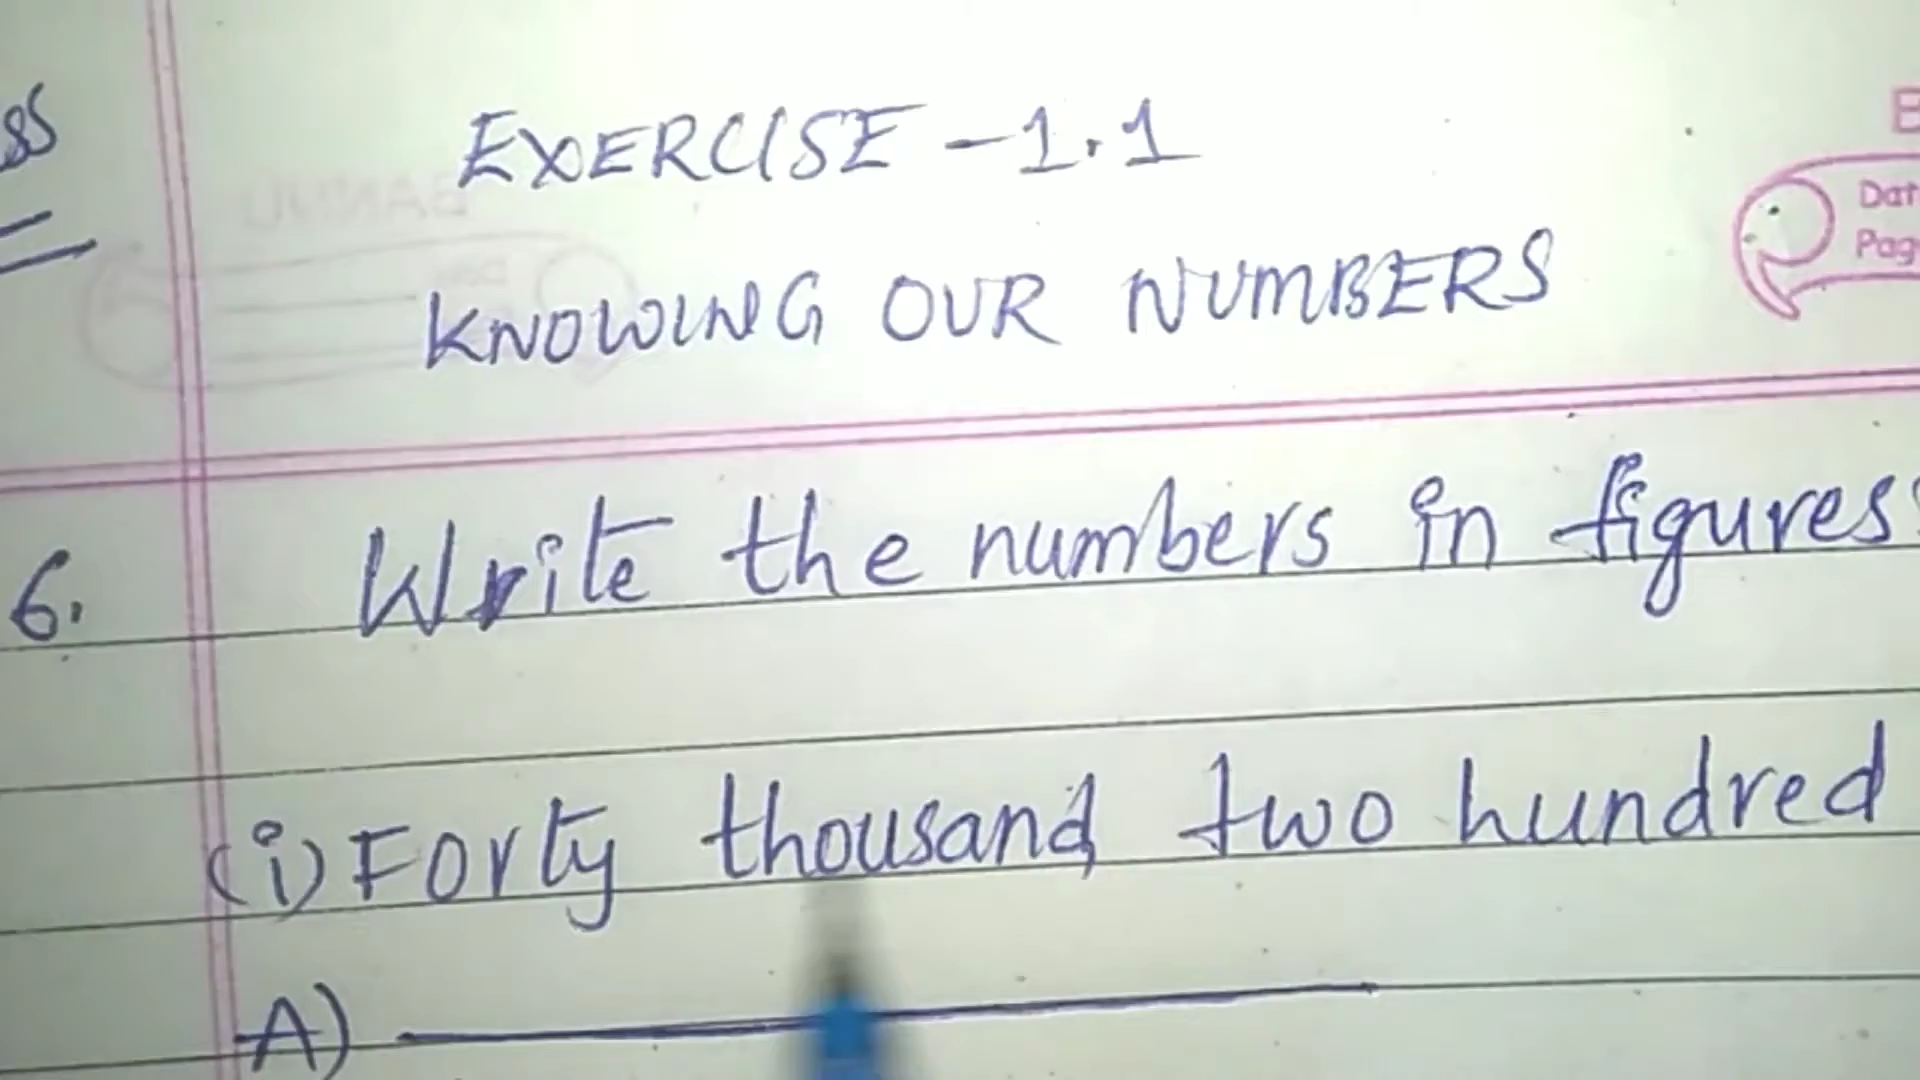 EXERCISE - 1.1
KNOWING OUR NUMBERS
6. Write the numbers in figures
(i) Forty thousand, two hundred
A)